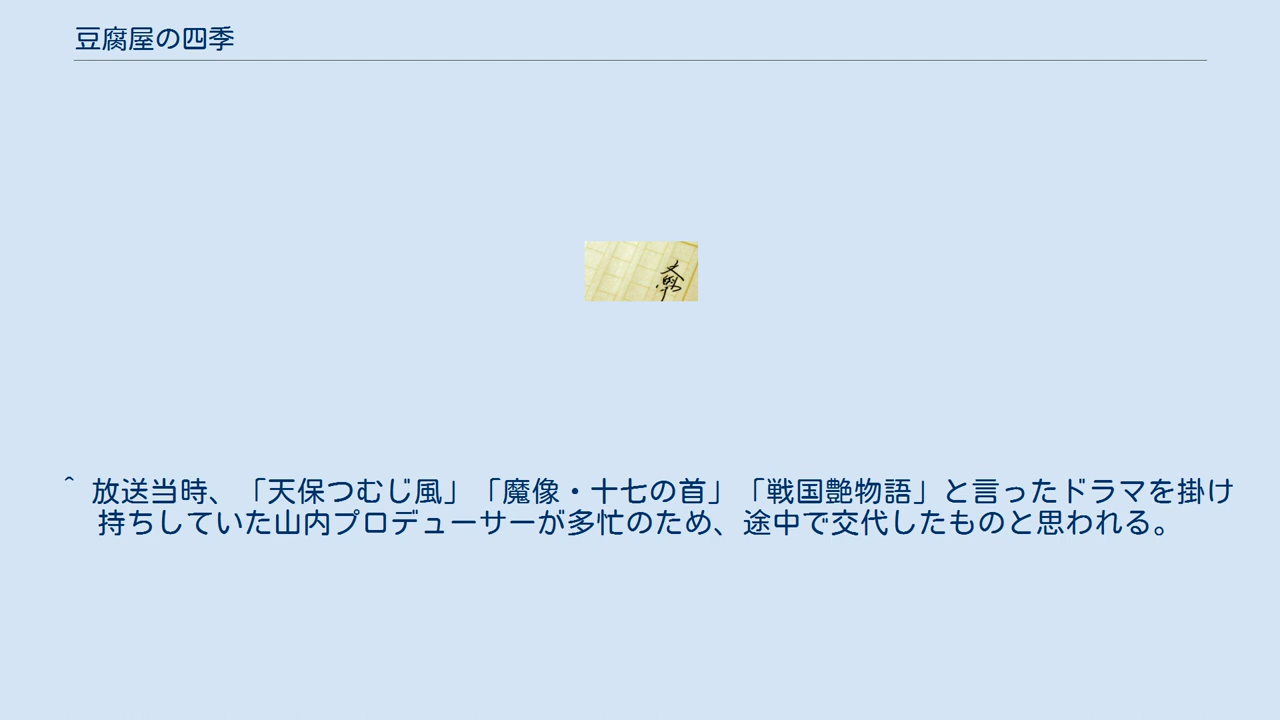 豆腐屋の四季
^ 放送当時、「天保つむじ風」「魔像・十七の首」「戦国艶物語」と言ったドラマを掛け
持ちしていた山内プロデューサーが多忙のため、途中で交代したものと思われる。